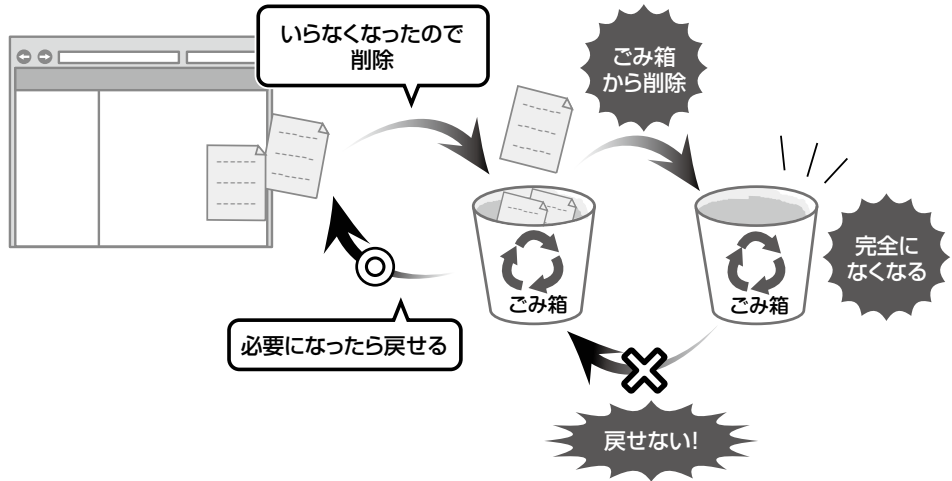 いらなくなったので
削除
ごみ箱
から削除
完全に
なくなる
ごみ箱
ごみ箱
必要になったら戻せる
戻せない!